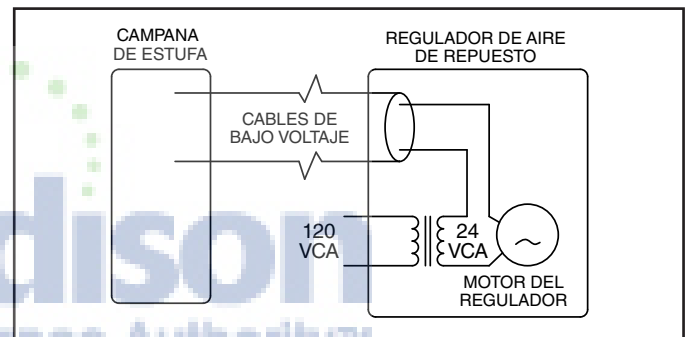 CAMPANA
DE ESTUFA
REGULADOR DE AIRE
DE REPUESTO
CABLES DE
BAJO VOLTAJE
120
VCA
24
VCA
MOTOR DEL
REGULADOR
dison